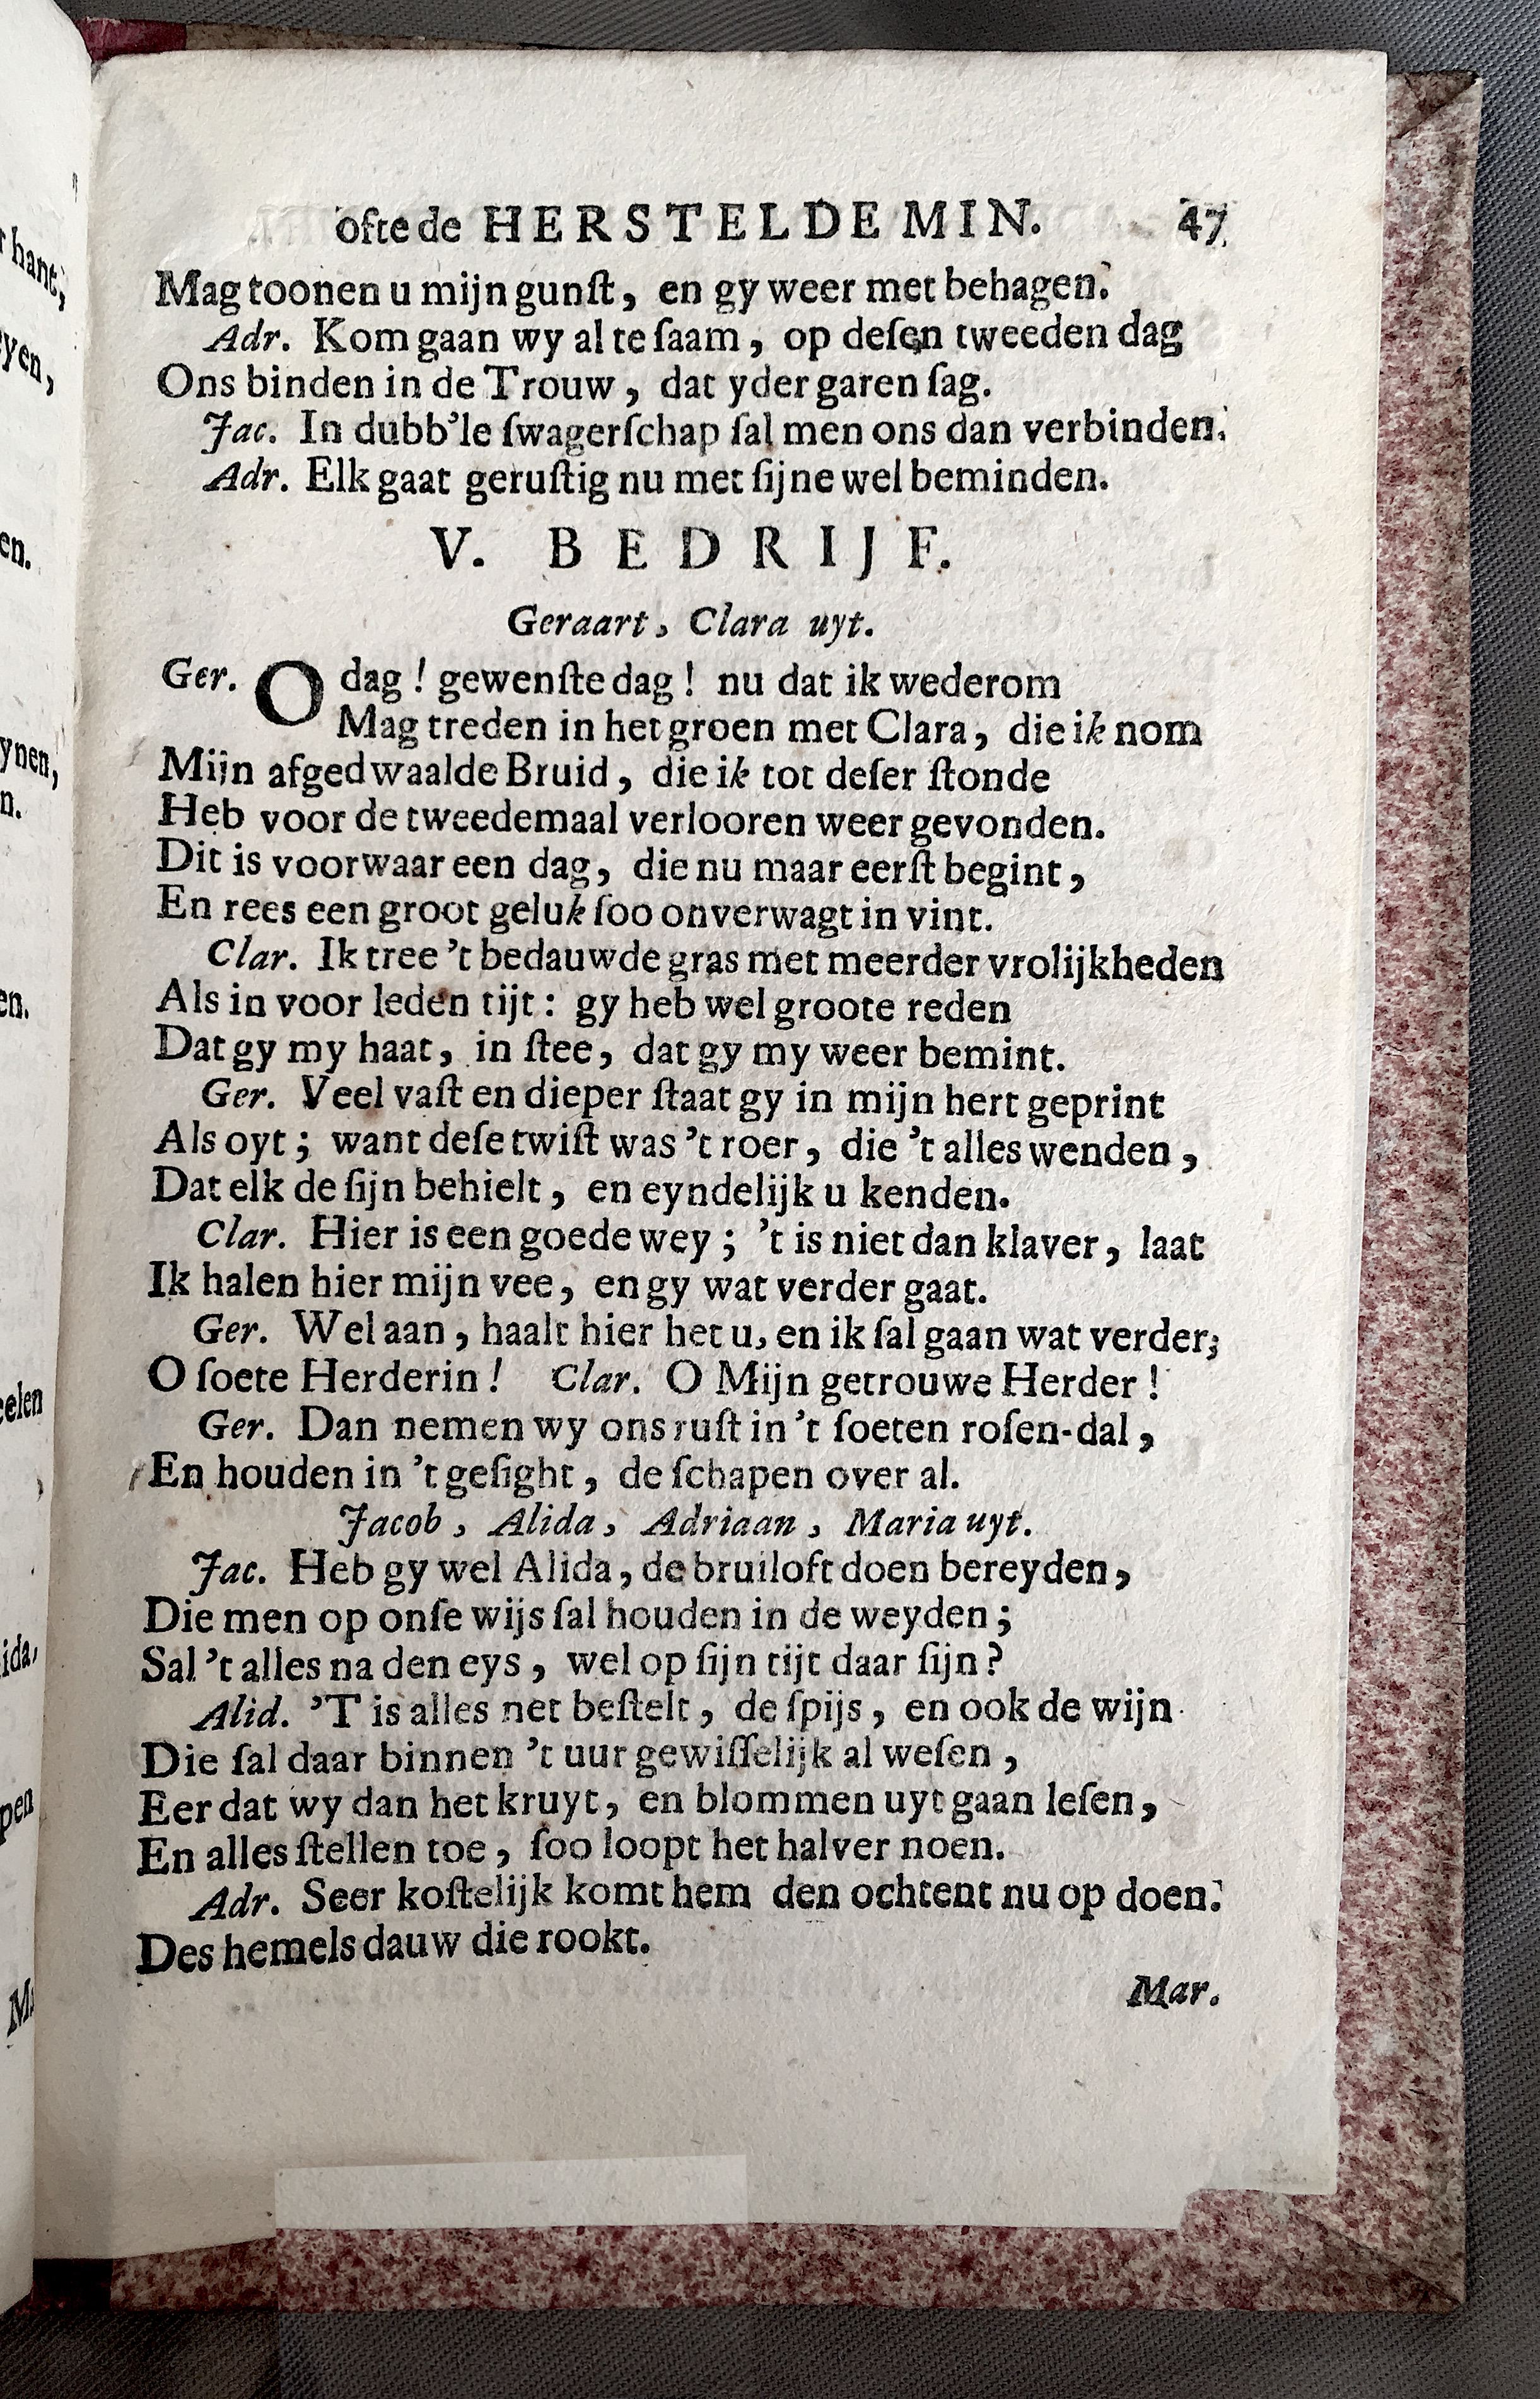 ofte de HERSTELDE MIN. 47
Mag toonen u mijn gunſt, en gy weer met behagen.
Adr. Kom gaan wy al te ſaam, op deſen tweeden dag
Ons binden in de Trouw, dat yder garen ſag.
Jac. In dubb'le ſwagerſchap ſal men ons dan verbinden.
Adr. Elk gaat geruſtig nu met ſijne wel beminden.
V. BEDRIJF.
Geraart, Clara uyt.
Ger. O dag! gewenſte dag! nu dat ik wederom
Mag treden in het groen met Clara, die ik nom
Mijn afgedwaalde Bruid, die ik tot deſer ſtonde
Heb voor de tweedemaal verlooren weer gevonden.
Dit is voorwaar een dag, die nu maar eerſt begint,
En rees een groot geluk ſoo onverwagt in vint.
Clar. Ik tree 't bedauwde gras met meerder vrolijkheden
Als in voor leden tijt: gy heb wel groote reden
Dat gy my haat, in ſtee, dat gy my weer bemint.
Ger. Veel vaſt en dieper ſtaat gy in mijn hert geprint
Als oyt; want deſe twiſt was 't roer, die 't alles wenden,
Dat elk de ſijn behielt, en eyndelijk u kenden.
Clar. Hier is een goede wey; 't is niet dan klaver, laat
Ik halen hier mijn vee, en gy wat verder gaat.
Ger. Wel aan, haalt hier het u, en ik ſal gaan wat verder;
O ſoete Herderin! Clar. O Mijn getrouwe Herder!
Ger. Dan nemen wy ons ruſt in 't ſoeten roſen-dal,
En houden in 't geſight, de ſchapen over al.
Jacob, Alida, Adriaan, Maria uyt.
Jac. Heb gy wel Alida, de bruiloft doen bereyden,
Die men op onſe wijs ſal houden in de weyden;
Sal 't alles na den eys, wel op ſijn tijt daar ſijn?
Alid. 'T is alles net beſtelt, de ſpijs, en ook de wijn
Die ſal daar binnen 't uur gewiſſelijk al weſen,
Eer dat wy dan het kruyt, en blommen uyt gaan leſen,
En alles ſtellen toe, ſoo loopt het halver noen.
Adr. Seer koſtelijk komt hem den ochtent nu op doen.
Des hemels dauw die rookt.
Mar.